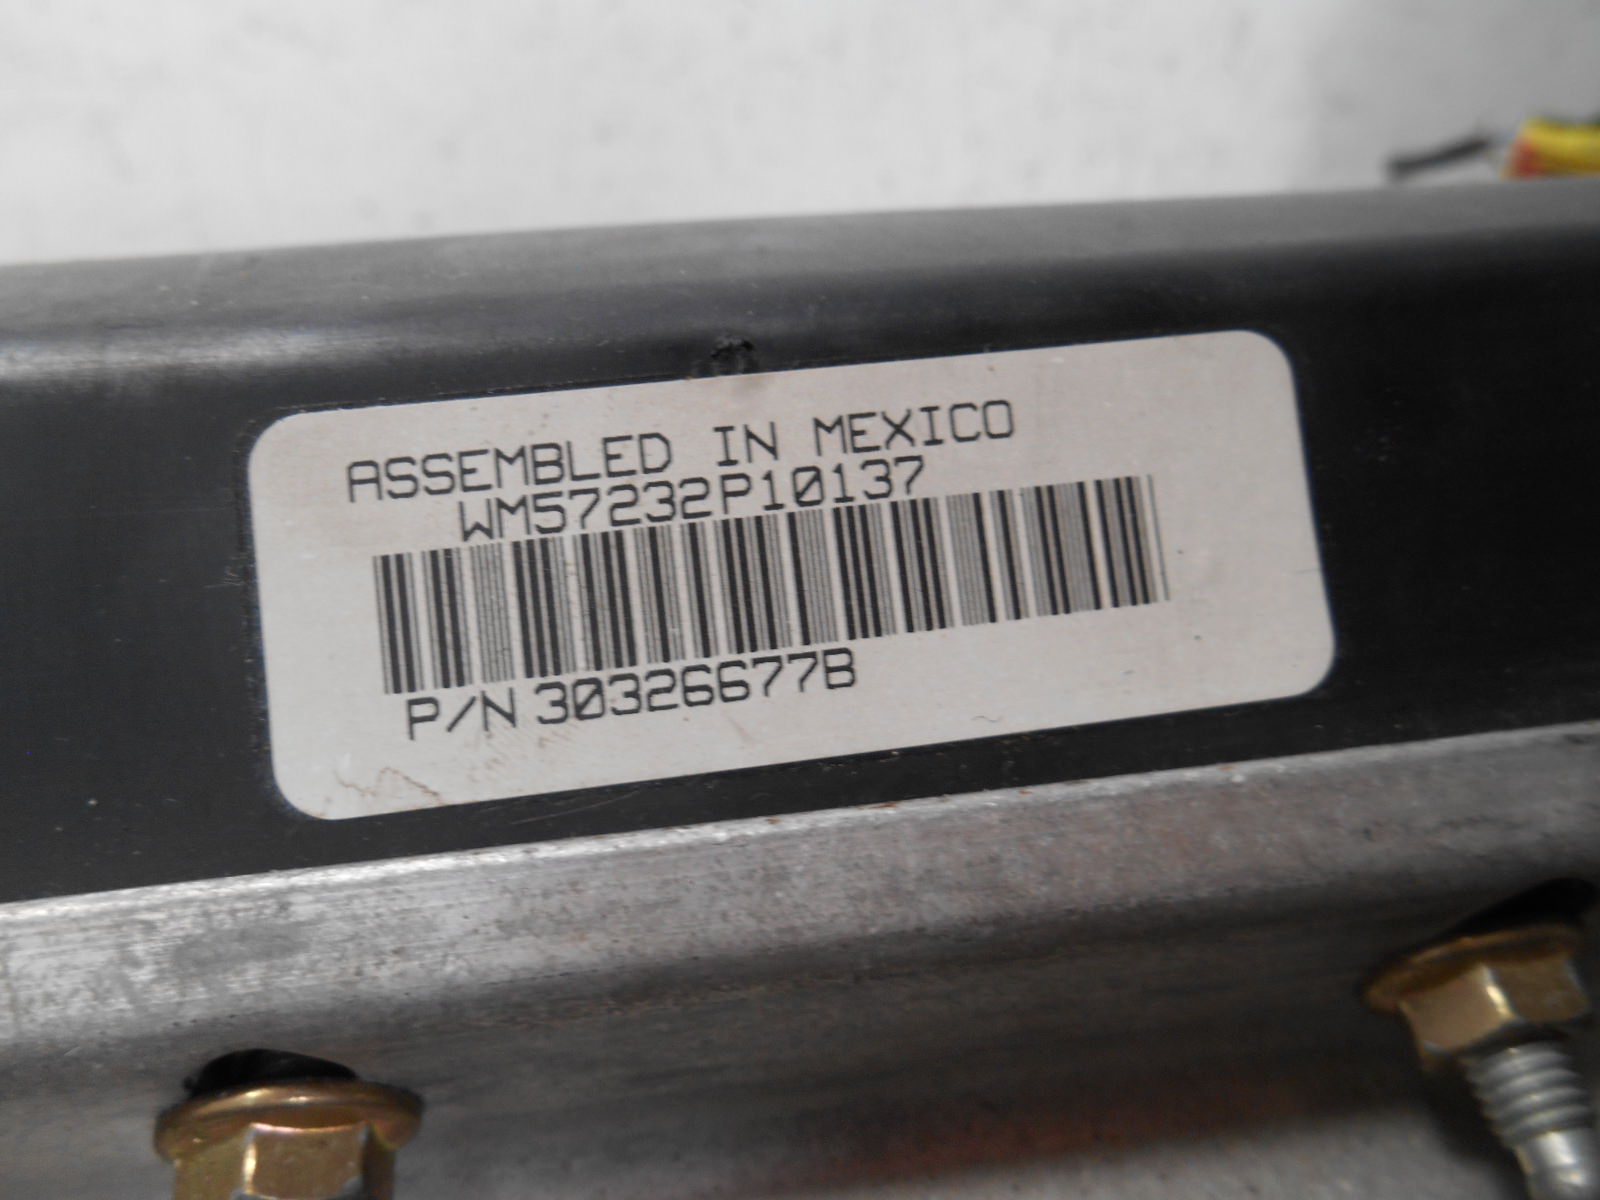 ASSEMBLED IN MEXICO
WM57232P10137
P/N 30326677B